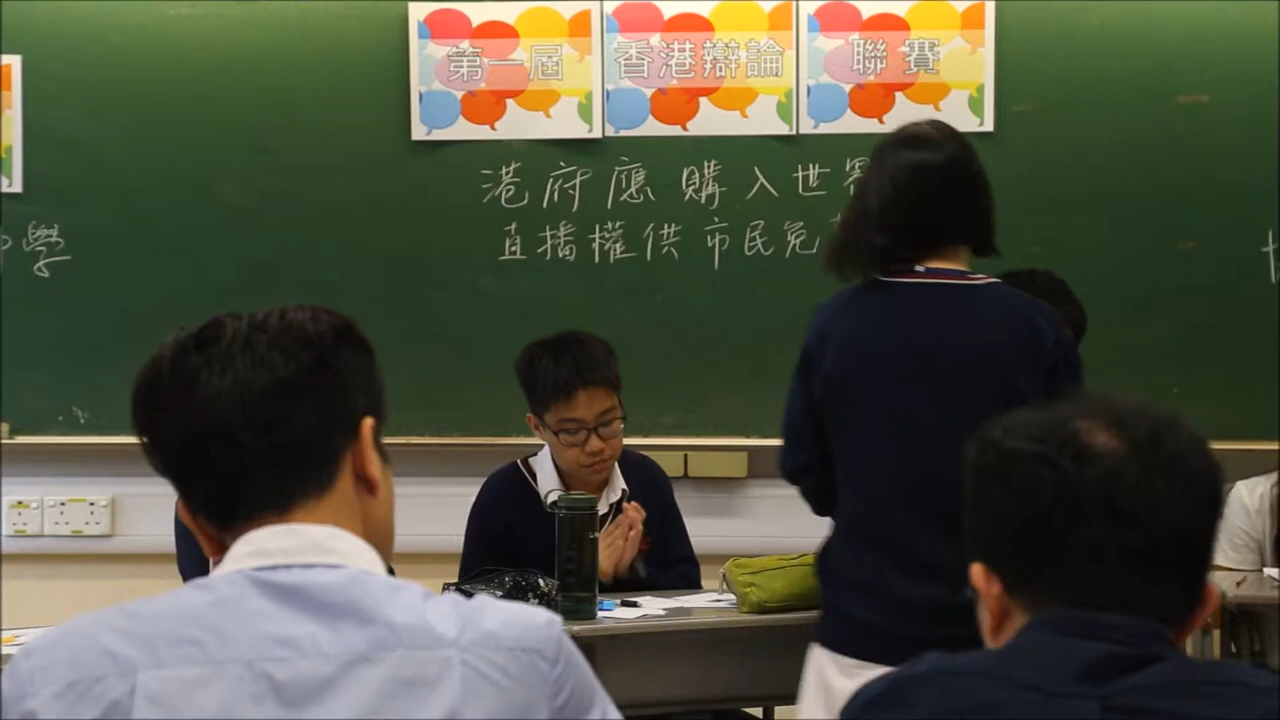 第一屆 香港辯論 聯賽
港府應購入世界
直播權供市民免
學